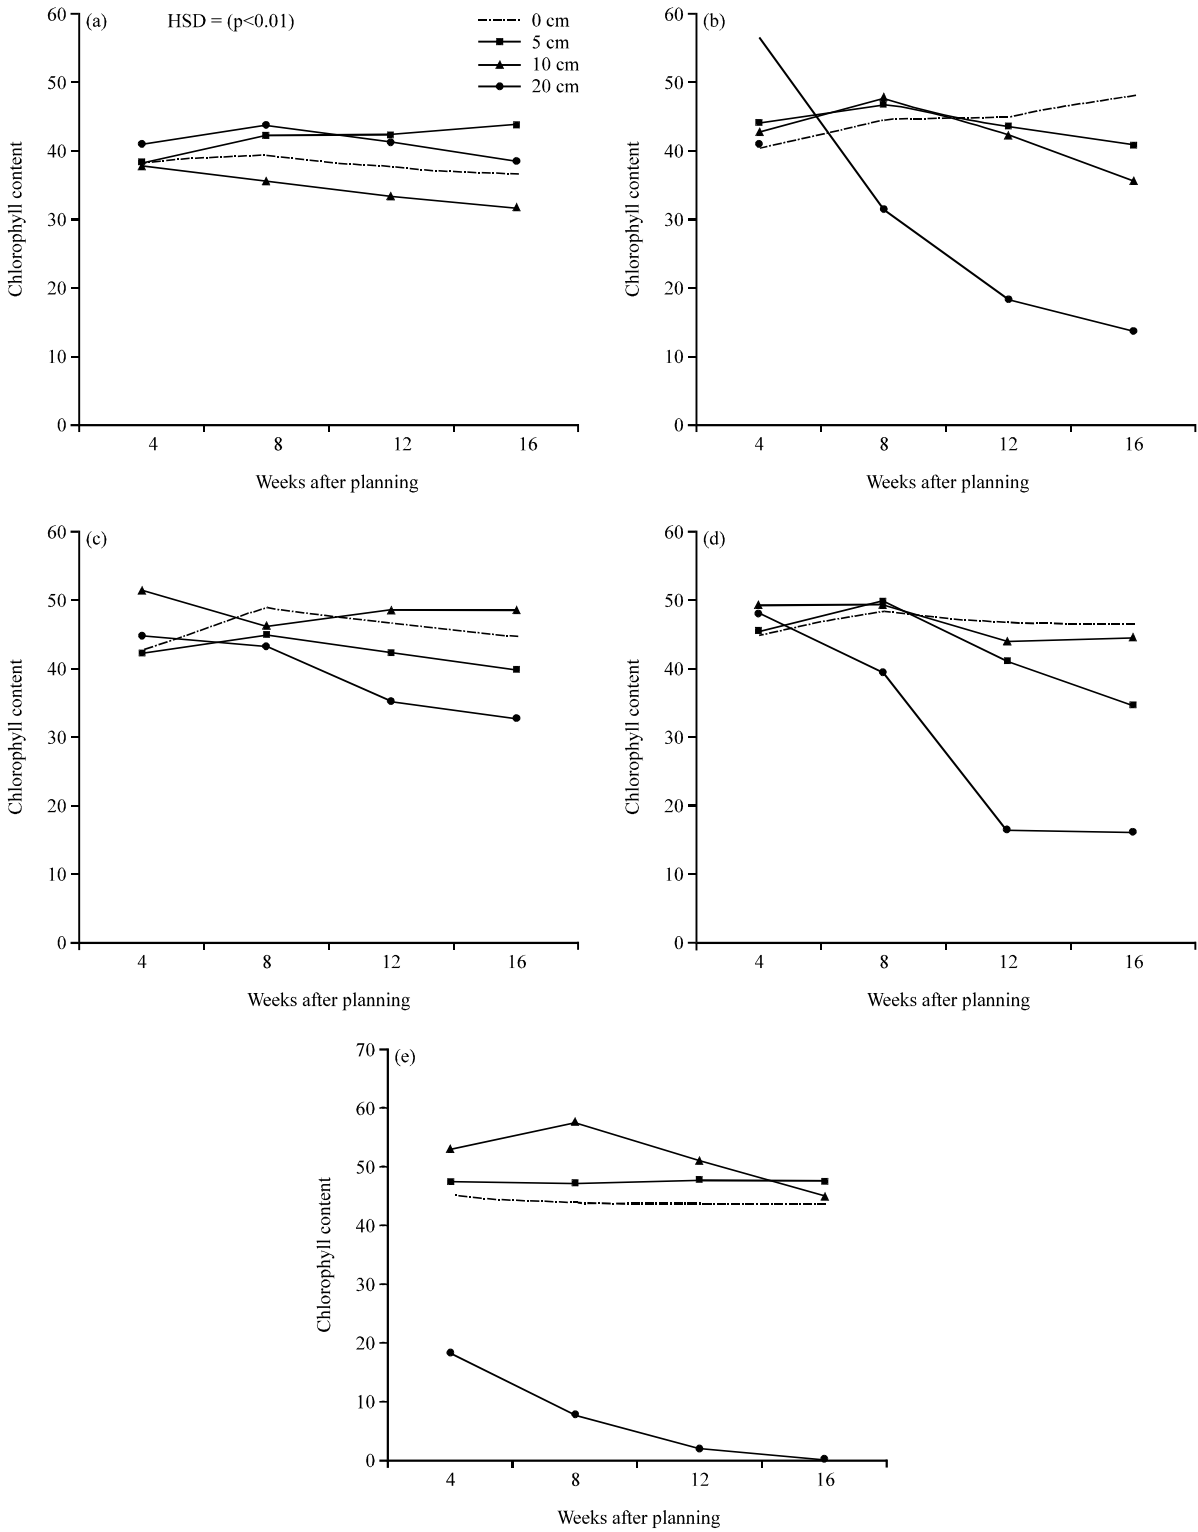 (a)
HSD = (p<0.01)
0 cm
5 cm
10 cm
20 cm
60
50
40
30
20
10
0
Chlorophyll content
4 8 12 16
Weeks after planning
(b)
60
50
40
30
20
10
0
Chlorophyll content
4 8 12 16
Weeks after planning
(c)
60
50
40
30
20
10
0
Chlorophyll content
4 8 12 16
Weeks after planning
(d)
60
50
40
30
20
10
0
Chlorophyll content
4 8 12 16
Weeks after planning
(e)
70
60
50
40
30
20
10
0
Chlorophyll content
4 8 12 16
Weeks after planning